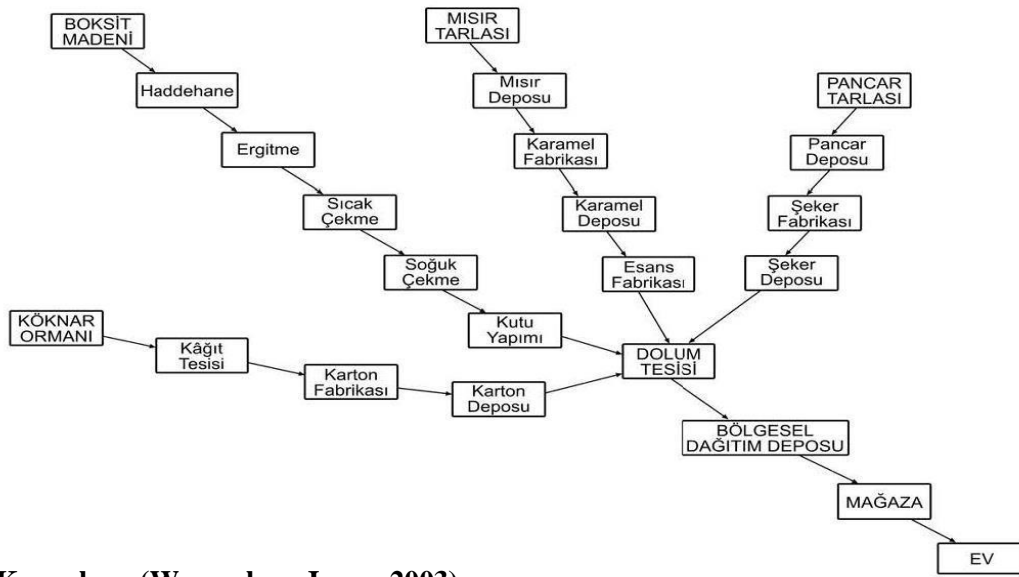 BOKSİT
MADENİ
Haddehane
Ergitme
Sıcak
Çekme
Soğuk
Çekme
Kutu
Yapımı
MISIR
TARLASI
Mısır
Deposu
Karamel
Fabrikası
Karamel
Deposu
Esans
Fabrikası
PANCAR
TARLASI
Pancar
Deposu
Şeker
Fabrikası
Şeker
Deposu
KÖKNAR
ORMANI
Kâğıt
Tesisi
Karton
Fabrikası
Karton
Deposu
DOLUM
TESİSİ
BÖLGESEL
DAĞITIM DEPOSU
MAĞAZA
EV